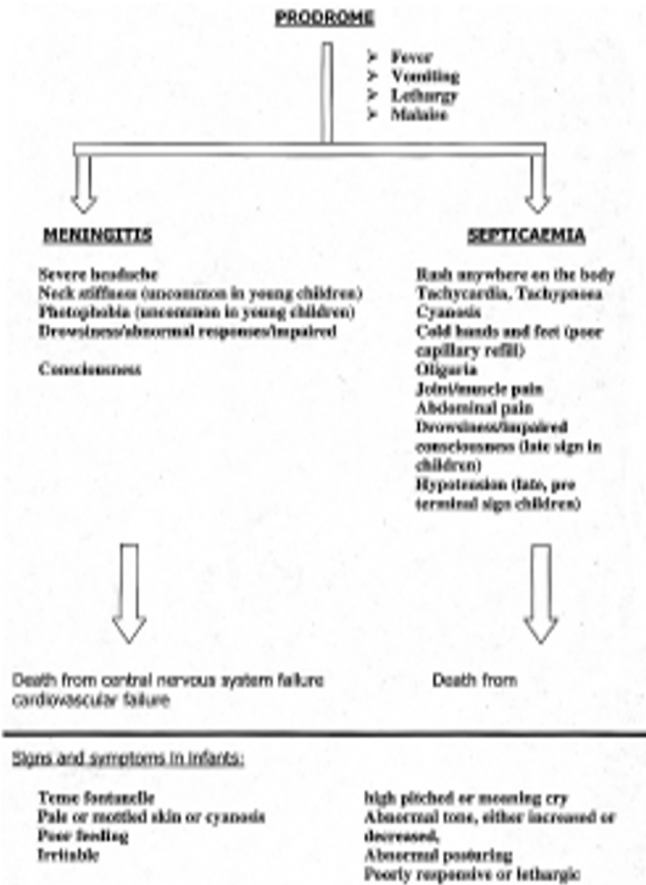 PRODROME
➢ Fever
➢ Vomiting
➢ Lethargy
➢ Malaise
MENINGITIS
Severe headache
Neck stiffness (uncommon in young children)
Photophobia (uncommon in young children)
Drowsiness/abnormal responses/impaired
Consciousness
SEPTICAEMIA
Rash anywhere on the body
Tachycardia, Tachypnoea
Cyanosis
Cold hands and feet (poor
capillary refill)
Oliguria
Joint/muscle pain
Abdominal pain
Drowsiness/impaired
consciousness (late sign in
children)
Hypotension (late, pre
terminal sign children)
Death from central nervous system failure
cardiovascular failure
Death from
Signs and symptoms in Infants:
Tense fontanelle
Pale or mottled skin or cyanosis
Poor feeding
Irritable
high pitched or moaning cry
Abnormal tone, either increased or
decreased,
Abnormal posturing
Poorly responsive or lethargic